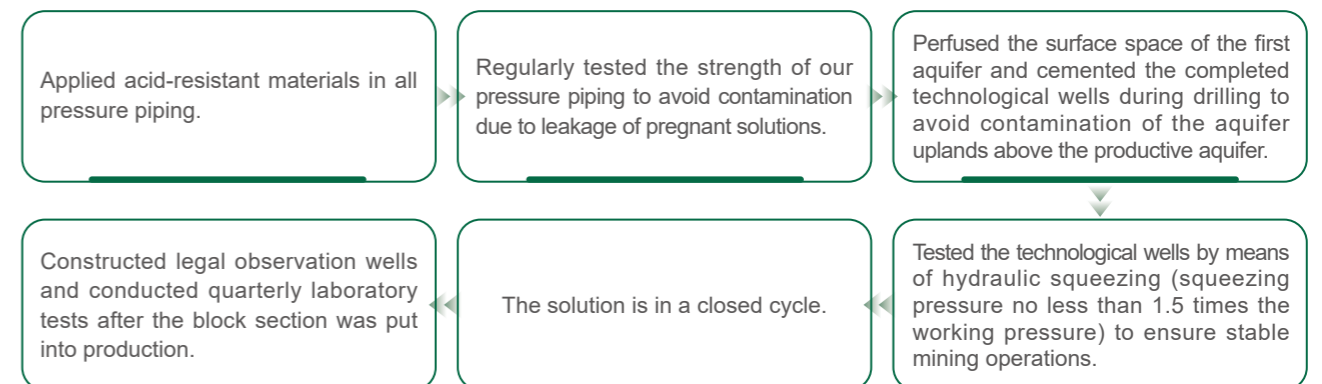 Applied acid-resistant materials in all
pressure piping.
Regularly tested the strength of our
pressure piping to avoid contamination
due to leakage of pregnant solutions.
Perfused the surface space of the first
aquifer and cemented the completed
technological wells during drilling to
avoid contamination of the aquifer
uplands above the productive aquifer.
Tested the technological wells by means
of hydraulic squeezing (squeezing
pressure no less than 1.5 times the
working pressure) to ensure stable
mining operations.
The solution is in a closed cycle.
Constructed legal observation wells
and conducted quarterly laboratory
tests after the block section was put
into production.